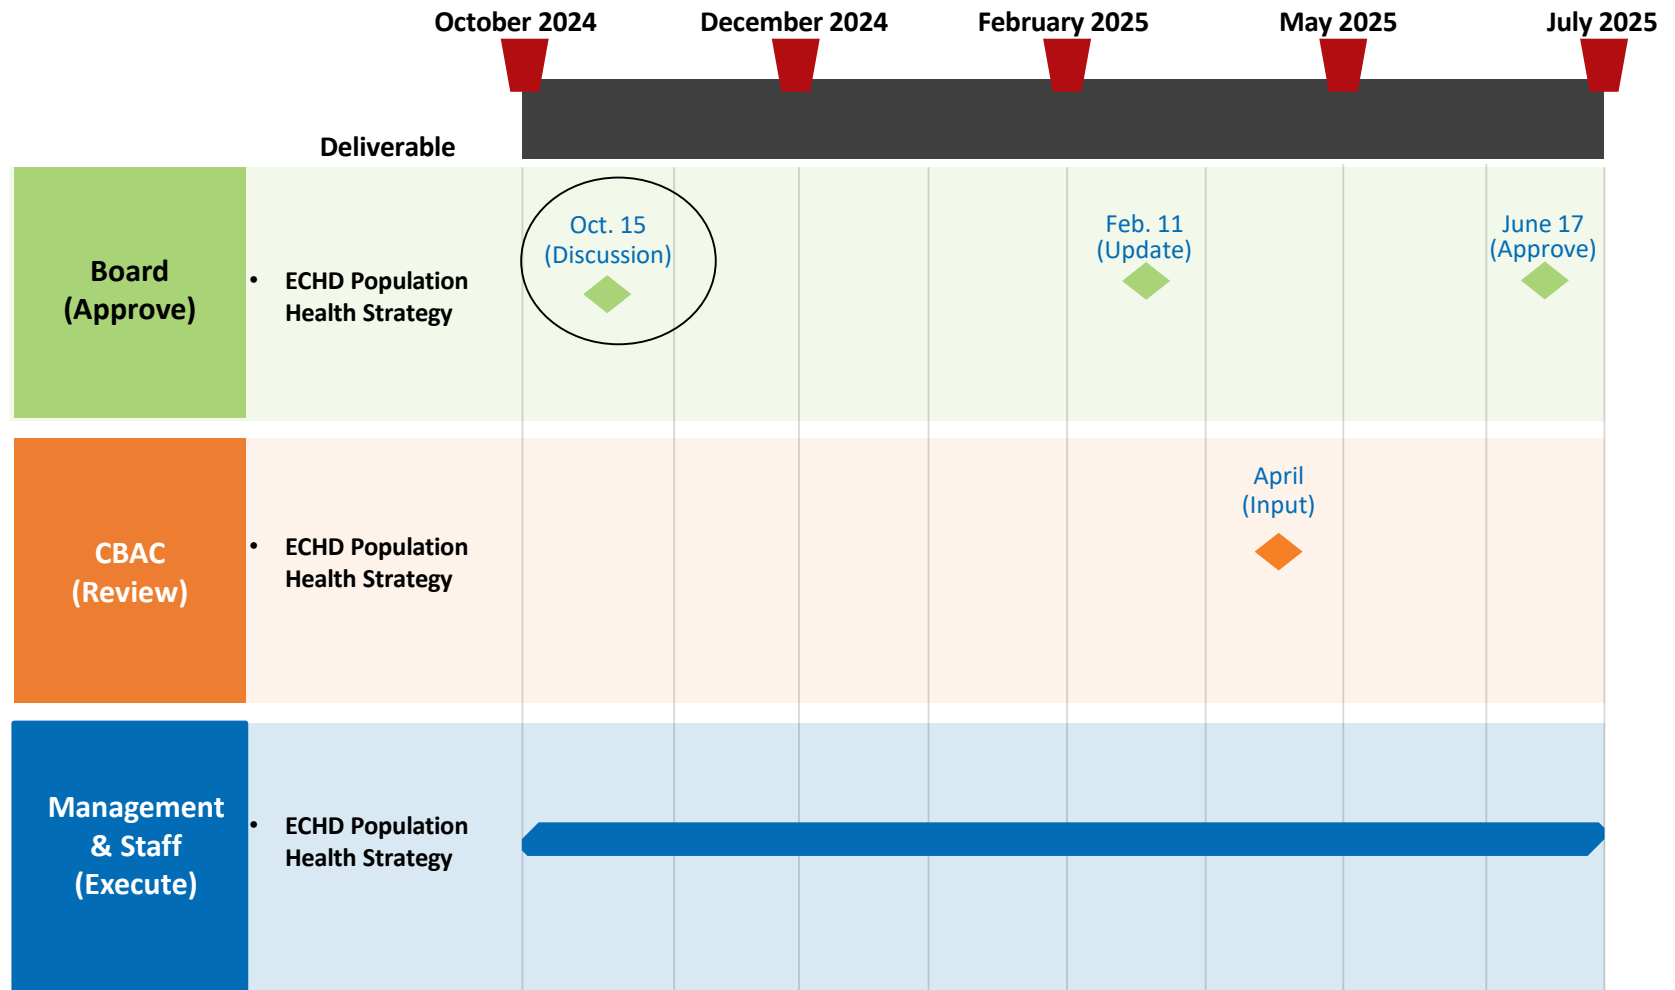 October 2024
December 2024
February 2025
May 2025
July 2025
Deliverable
Board
(Approve)
• ECHD Population
Health Strategy
Oct. 15
(Discussion)
Feb. 11
(Update)
June 17
(Approve)
CBAC
(Review)
• ECHD Population
Health Strategy
April
(Input)
Management
& Staff
(Execute)
• ECHD Population
Health Strategy